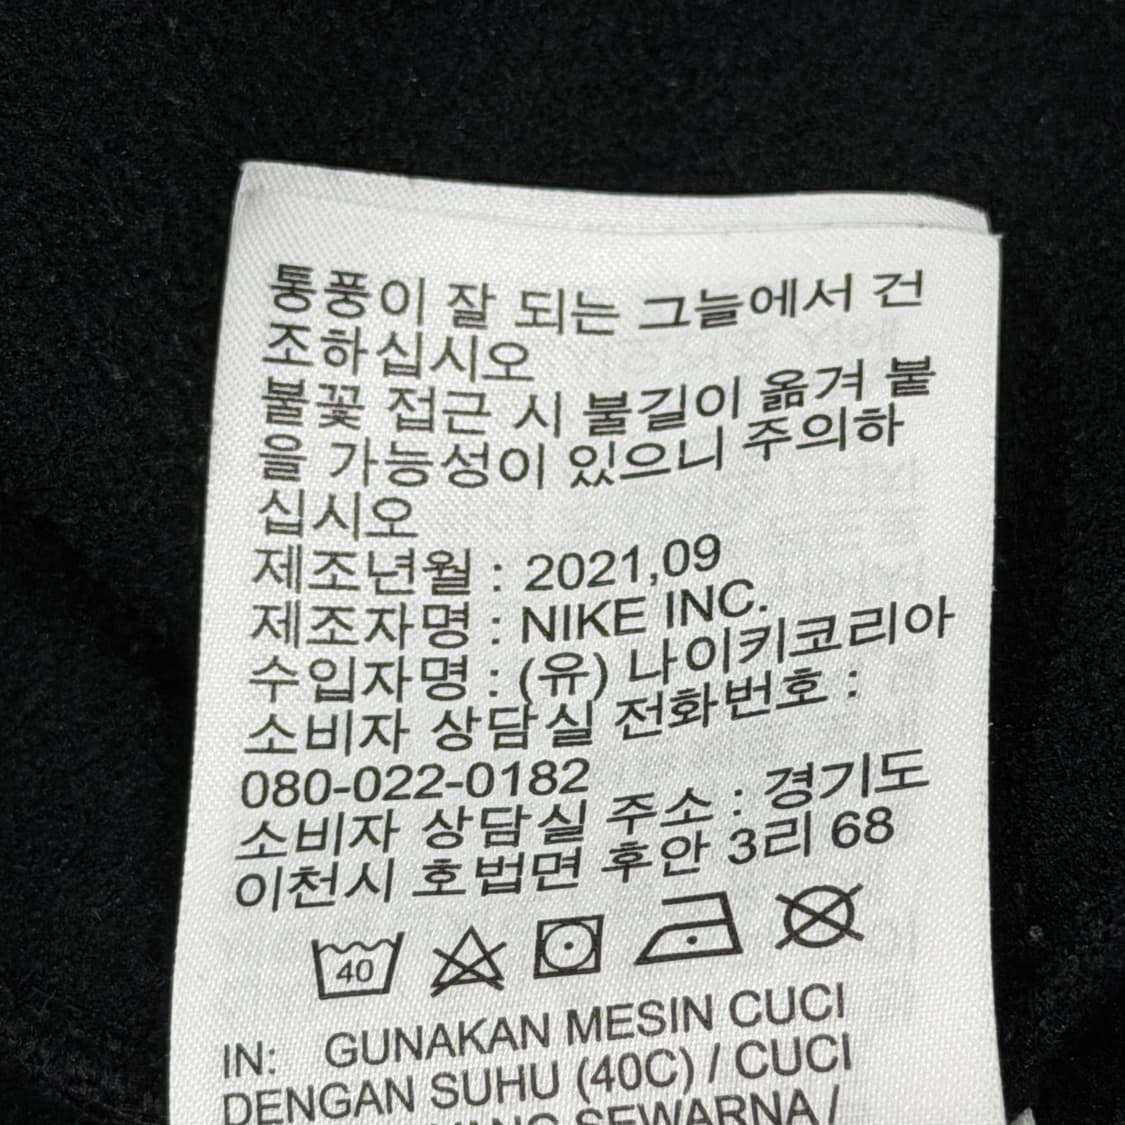 통풍이 잘 되는 그늘에서 건
조하십시오
불꽃 접근 시 불길이 옮겨 붙
을 가능성이 있으니 주의하
십시오
제조년월 : 2021,09
제조자명 : NIKE INC.
수입자명 : (유) 나이키코리아
소비자 상담실 전화번호 :
080-022-0182
소비자 상담실 주소 : 경기도
이천시 호법면 후안 3리 68
40
IN: GUNAKAN MESIN CUCI
DENGAN SUHU (40C) / CUCI
YANG SEWARNA /